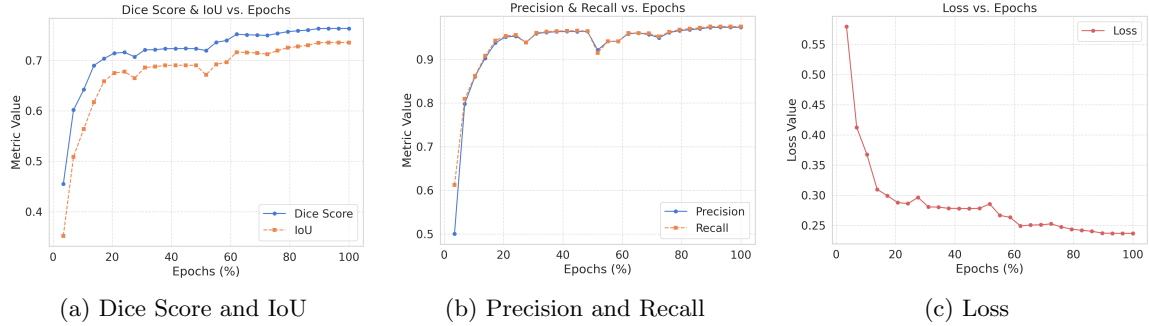 Dice Score & IoU vs. Epochs
0.7
0.6
0.5
0.4
Metric Value
Dice Score
IoU
0 20 40 60 80 100
Epochs (%)
(a) Dice Score and IoU
Precision & Recall vs. Epochs
0.9
0.8
0.7
0.6
0.5
Metric Value
Precision
Recall
0 20 40 60 80 100
Epochs (%)
(b) Precision and Recall
Loss vs. Epochs
0.55
0.50
0.45
0.40
0.35
0.30
0.25
Loss Value
Loss
0 20 40 60 80 100
Epochs (%)
(c) Loss